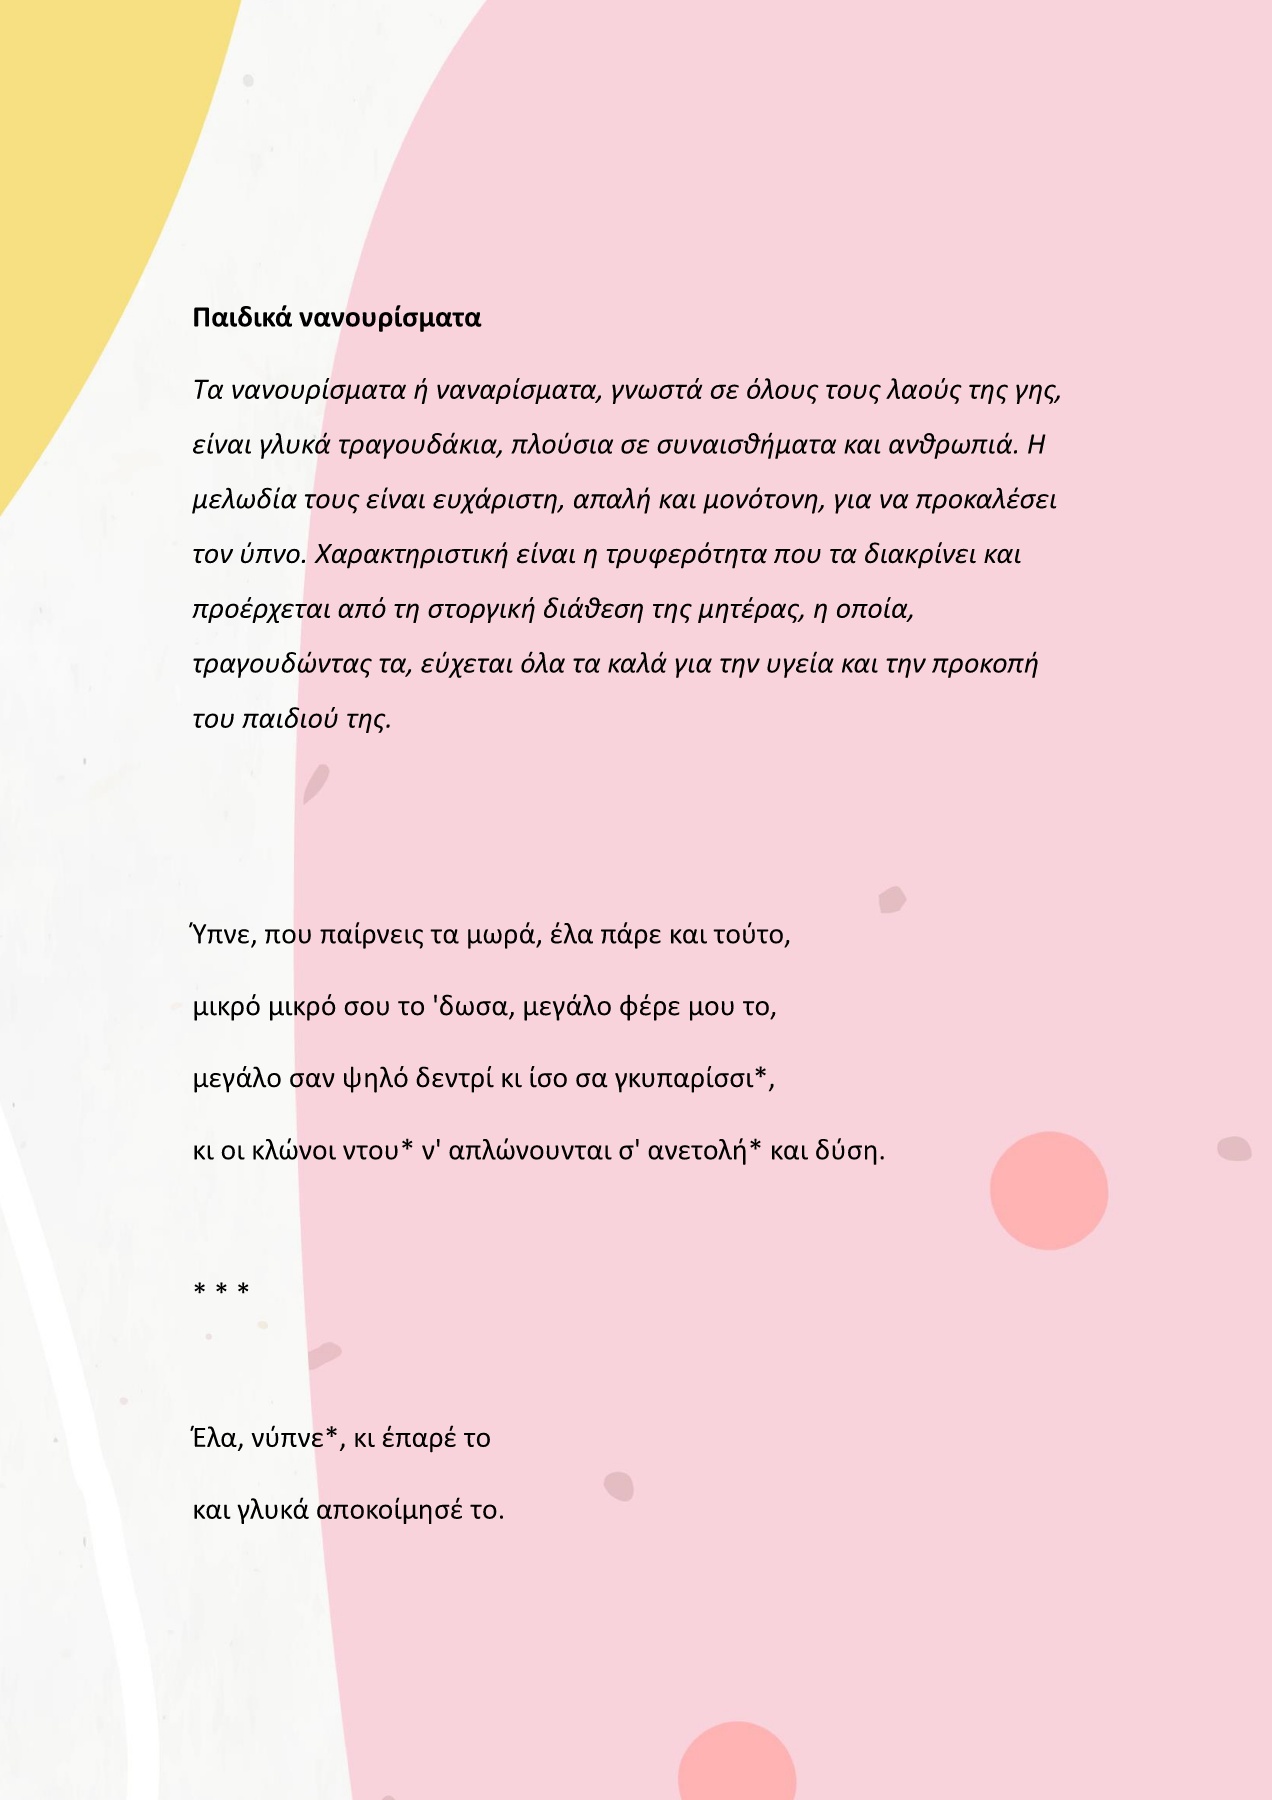 Παιδικά νανουρίσματα
Τα νανουρίσματα ή ναναρίσματα, γνωστά σε όλους τους λαούς της γης,
είναι γλυκά τραγουδάκια, πλούσια σε συναισθήματα και ανθρωπιά. Η
μελωδία τους είναι ευχάριστη, απαλή και μονότονη, για να προκαλέσει
τον ύπνο. Χαρακτηριστική είναι η τρυφερότητα που τα διακρίνει και
προέρχεται από τη στοργική διάθεση της μητέρας, η οποία,
τραγουδώντας τα, εύχεται όλα τα καλά για την υγεία και την προκοπή
του παιδιού της.
Ύπνε, που παίρνεις τα μωρά, έλα πάρε και τούτο,
μικρό μικρό σου το 'δωσα, μεγάλο φέρε μου το,
μεγάλο σαν ψηλό δεντρί κι ίσο σα γκυπαρίσσι*,
κι οι κλώνοι ντου* ν' απλώνουνται σ' ανετολή* και δύση.
* * *
Έλα, νύπνε*, κι έπαρέ το
και γλυκά αποκοίμησέ το.